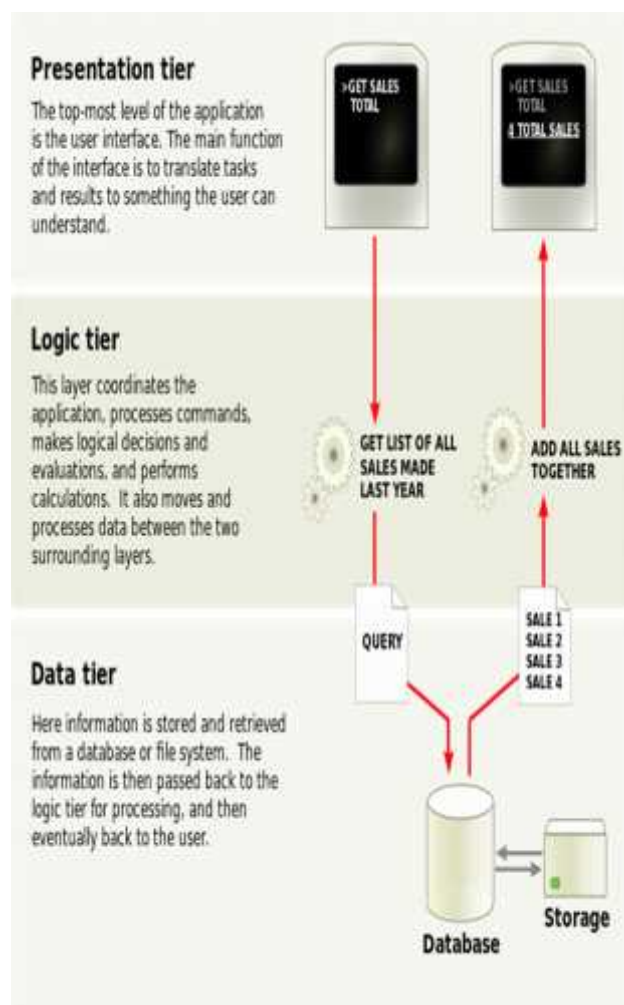 Presentation tier
The top-most level of the application
is the user interface. The main function
of the interface is to translate tasks
and results to something the user can
understand.
>GET SALES
TOTAL
>GET SALES
TOTAL
4 TOTAL SALES
Logic tier
This layer coordinates the
application, processes commands,
makes logical decisions and
evaluations, and performs
calculations. It also moves and
processes data between the two
surrounding layers.
GET LIST OF ALL
SALES MADE
LAST YEAR
ADD ALL SALES
TOGETHER
QUERY
SALE 1
SALE 2
SALE 3
SALE 4
Data tier
Here information is stored and retrieved
from a database or file system. The
information is then passed back to the
logic tier for processing, and then
eventually back to the user.
Database
Storage